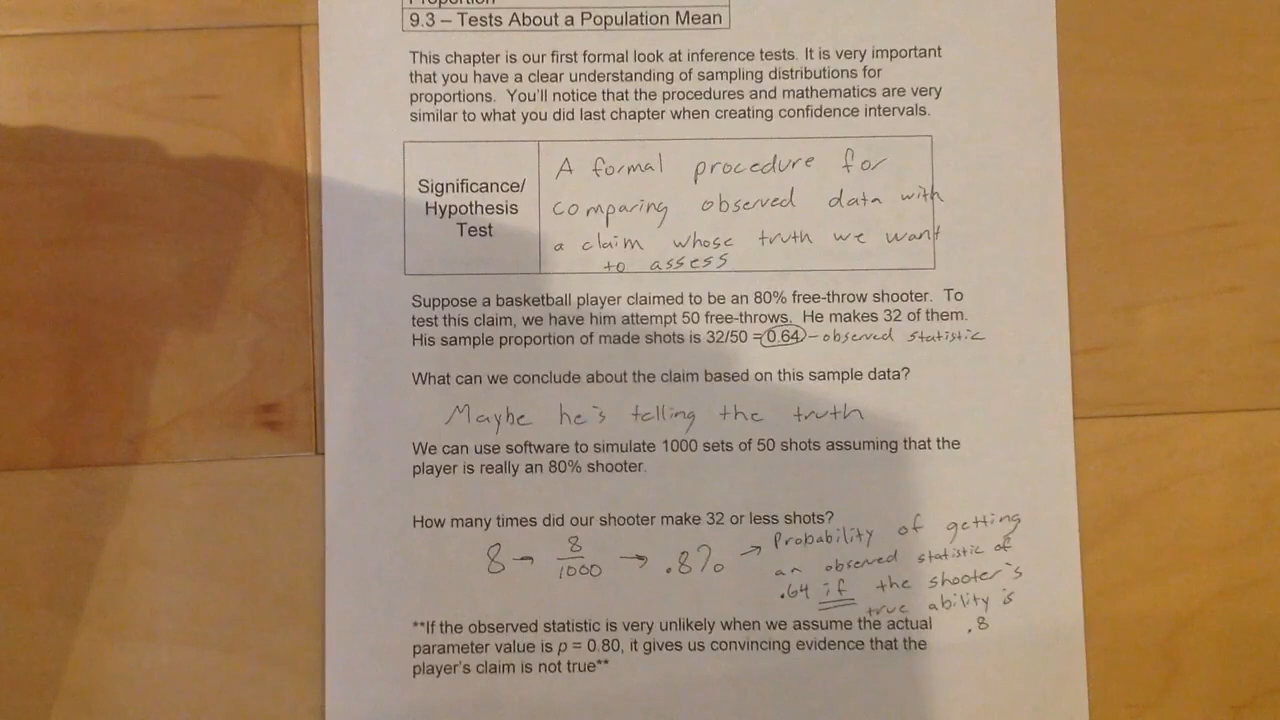 Proportion
9.3 – Tests About a Population Mean
This chapter is our first formal look at inference tests. It is very important
that you have a clear understanding of sampling distributions for
proportions. You'll notice that the procedures and mathematics are very
similar to what you did last chapter when creating confidence intervals.
Significance/
Hypothesis
Test
A formal procedure for
comparing observed data with
a claim whose truth we want
to assess
Suppose a basketball player claimed to be an 80% free-throw shooter. To
test this claim, we have him attempt 50 free-throws. He makes 32 of them.
His sample proportion of made shots is 32/50 = 0.64 – observed statistic
What can we conclude about the claim based on this sample data?
Maybe he's telling the truth
We can use software to simulate 1000 sets of 50 shots assuming that the
player is really an 80% shooter.
How many times did our shooter make 32 or less shots?
8 → 8/1000 → .8% → Probability of getting
an observed statistic of
.64 if the shooter's
true ability is
.8
**If the observed statistic is very unlikely when we assume the actual
parameter value is p = 0.80, it gives us convincing evidence that the
player's claim is not true**